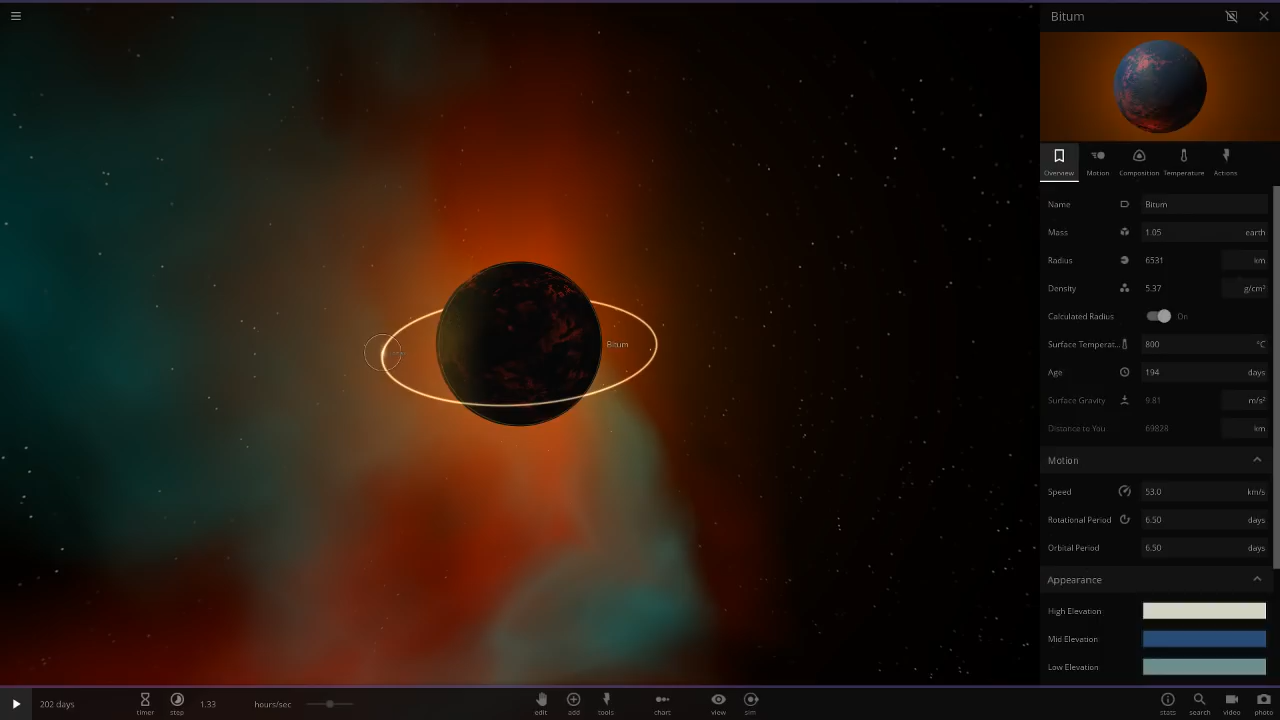 Bitum
Overview
Motion
Composition
Temperature
Actions
Name
Bitum
Mass
1.05
earth
Radius
6531
km
Density
5.37
g/cm³
Calculated Radius
On
Surface Temperat...
800
°C
Age
194
days
Surface Gravity
9.81
m/s²
Distance to You
69828
km
Motion
Speed
53.0
km/s
Rotational Period
6.50
days
Orbital Period
6.50
days
Appearance
High Elevation
Mid Elevation
Low Elevation
Bitum
202 days
timer
step
1.33
hours/sec
edit
add
tools
chart
view
sim
stats
search
video
photo